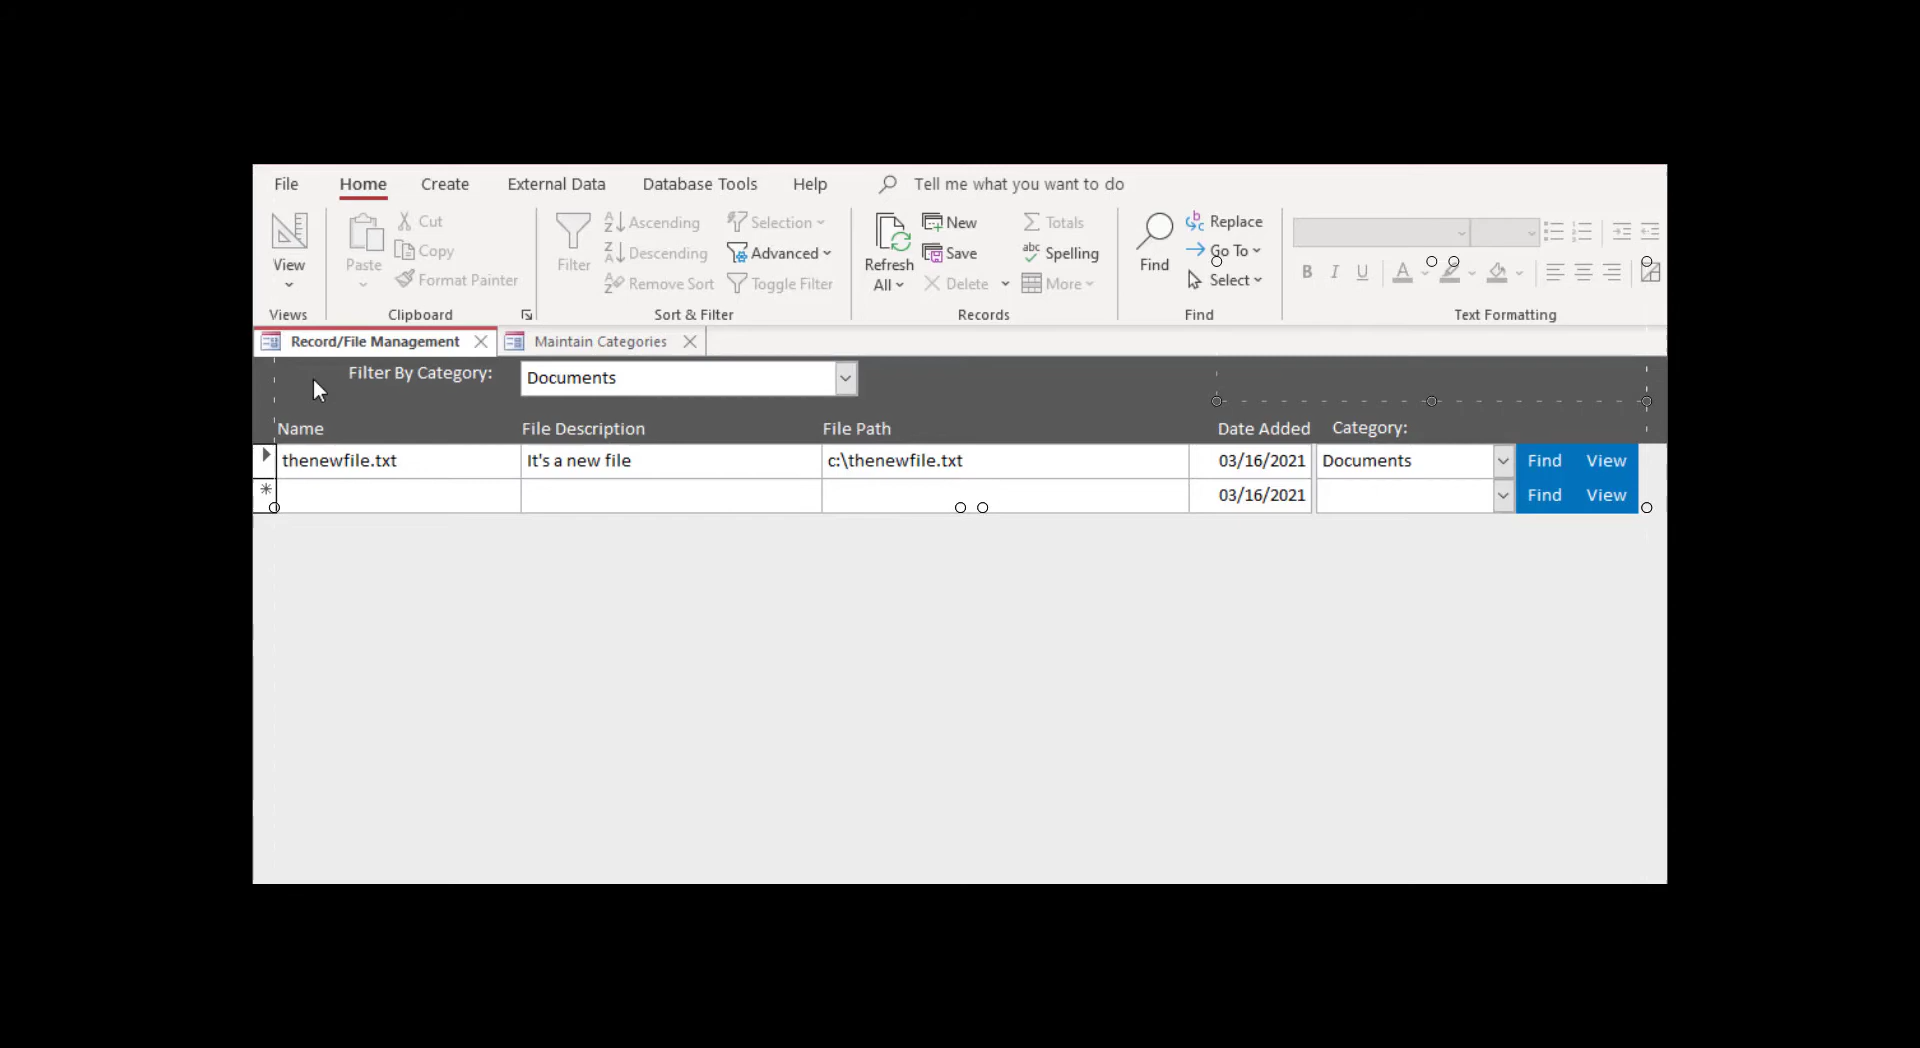 File Home Create External Data Database Tools Help Tell me what you want to do
View Paste Cut Copy Format Painter Filter Ascending Descending Remove Sort Selection Advanced Toggle Filter Refresh All New Save Delete Totals Spelling More Find Replace Go To Select B I U A
Views Clipboard Sort & Filter Records Find Text Formatting
Record/File Management Maintain Categories
Filter By Category: Documents
Name File Description File Path Date Added Category:
thenewfile.txt It's a new file c:\thenewfile.txt 03/16/2021 Documents Find View
03/16/2021 Find View